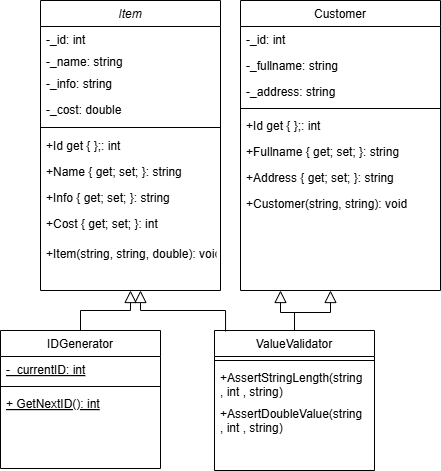 Item
-_id: int
-_name: string
-_info: string
-_cost: double
+Id get { };: int
+Name { get; set; }: string
+Info { get; set; }: string
+Cost { get; set; }: int
+Item(string, string, double): voi
Customer
-_id: int
-_fullname: string
-_address: string
+Id get { };: int
+Fullname { get; set; }: string
+Address { get; set; }: string
+Customer(string, string): void
IDGenerator
- _currentID: int
+ GetNextID(): int
ValueValidator
+AssertStringLength(string
, int , string)
+AssertDoubleValue(string
, int , string)